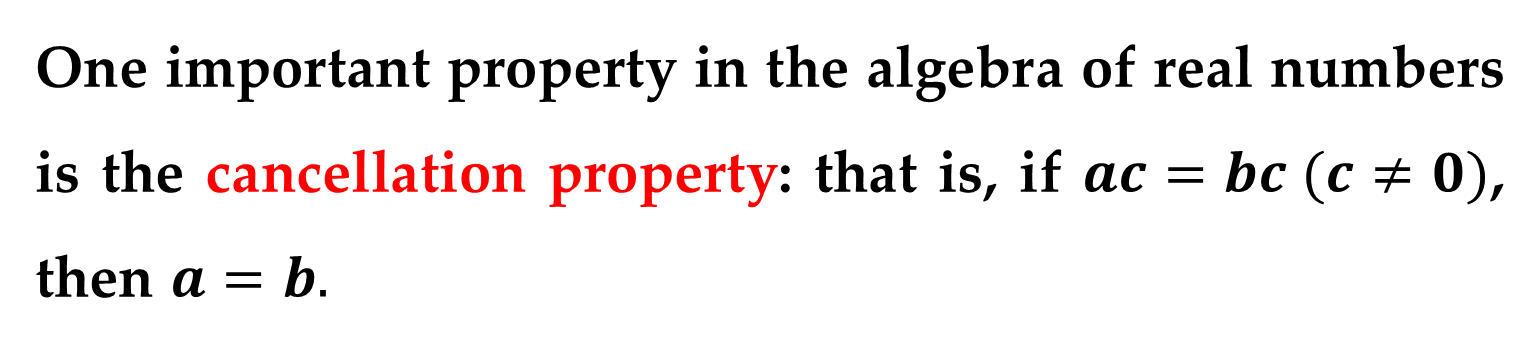 One important property in the algebra of real numbers
is the cancellation property: that is, if ac = bc (c ≠ 0),
then a = b.